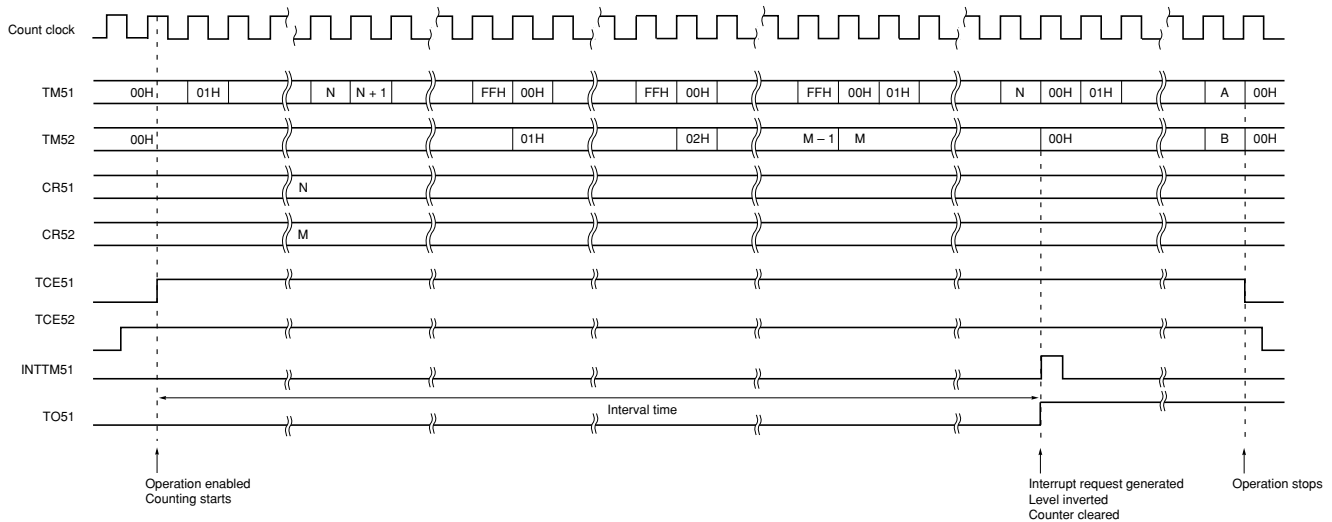 Count clock
TM51 00H 01H N N + 1 FFH 00H FFH 00H FFH 00H 01H N 00H 01H A 00H
TM52 00H 01H 02H M – 1 M 00H B 00H
CR51 N
CR52 M
TCE51
TCE52
INTTM51
Interval time
TO51
Operation enabled
Counting starts
Interrupt request generated
Level inverted
Counter cleared
Operation stops